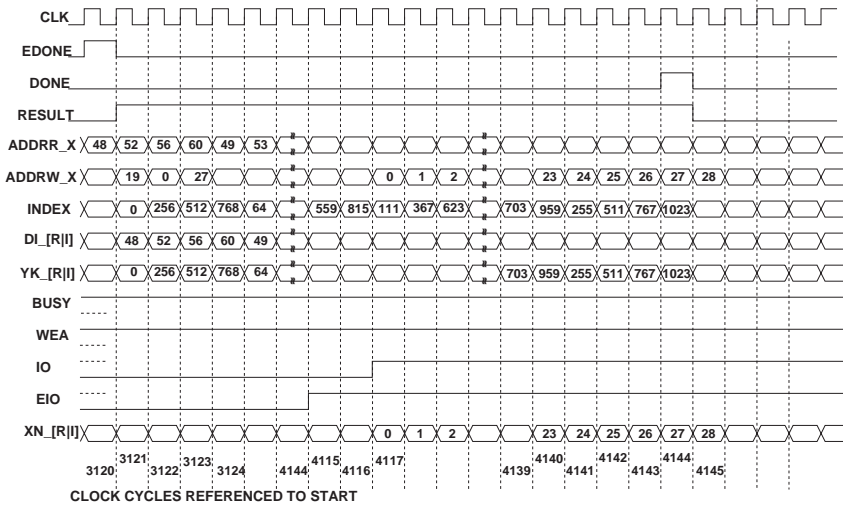 CLK
EDONE
DONE
RESULT
ADDRR_X 48 52 56 60 49 53
ADDRW_X 19 0 27 0 1 2 23 24 25 26 27 28
INDEX 0 256 512 768 64 559 815 111 367 623 703 959 255 511 767 1023
DI_[R|I] 48 52 56 60 49
YK_[R|I] 0 256 512 768 64 703 959 255 511 767 1023
BUSY
WEA
IO
EIO
XN_[R|I] 0 1 2 23 24 25 26 27 28
3120 3121 3122 3123 3124 4144 4115 4116 4117 4139 4140 4141 4142 4143 4144 4145
CLOCK CYCLES REFERENCED TO START